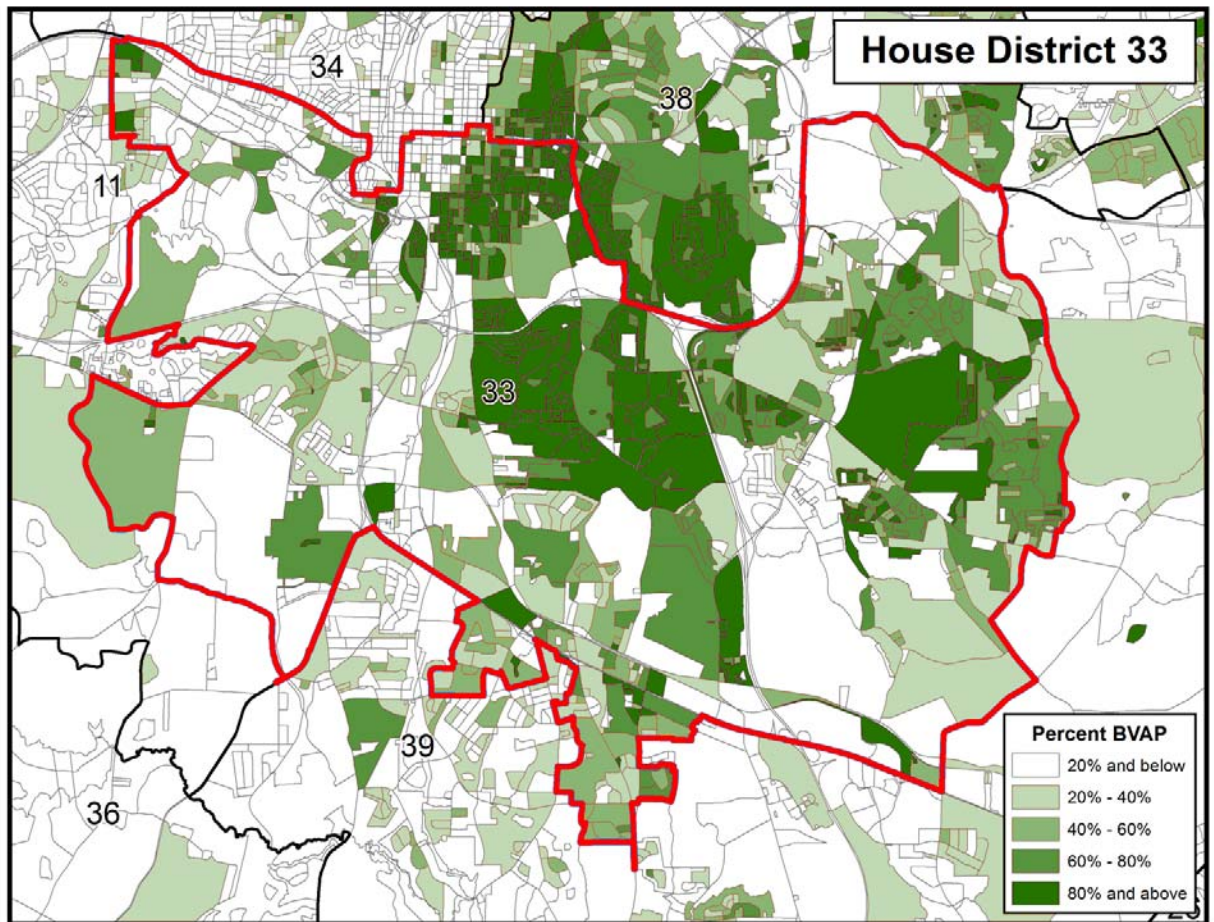 House District 33
34
38
11
33
39
36
Percent BVAP
20% and below
20% - 40%
40% - 60%
60% - 80%
80% and above